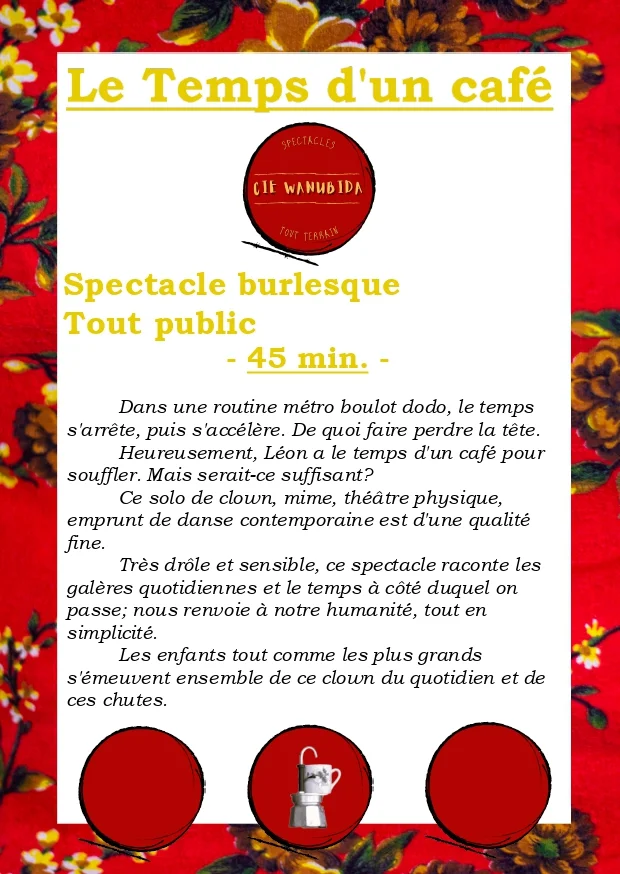 Le Temps d'un café
SPECTACLES
CIE WANUBIDA
TOUT TERRAIN
Spectacle burlesque
Tout public
- 45 min. -
Dans une routine métro boulot dodo, le temps
s'arrête, puis s'accélère. De quoi faire perdre la tête.
Heureusement, Léon a le temps d'un café pour
souffler. Mais serait-ce suffisant?
Ce solo de clown, mime, théâtre physique,
emprunt de danse contemporaine est d'une qualité
fine.
Très drôle et sensible, ce spectacle raconte les
galères quotidiennes et le temps à côté duquel on
passe; nous renvoie à notre humanité, tout en
simplicité.
Les enfants tout comme les plus grands
s'émeuvent ensemble de ce clown du quotidien et de
ces chutes.